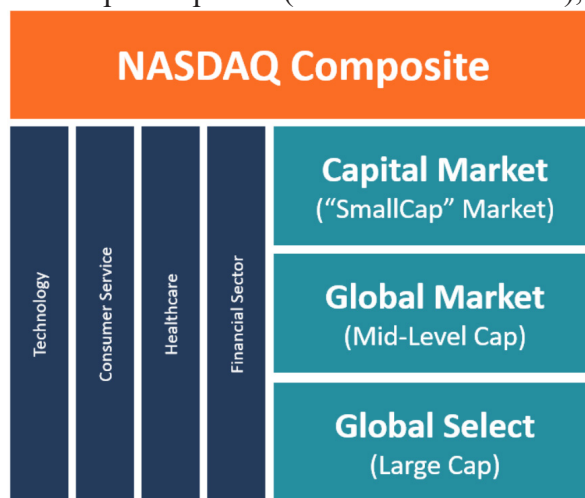 NASDAQ Composite
Technology
Consumer Service
Healthcare
Financial Sector
Capital Market
("SmallCap" Market)
Global Market
(Mid-Level Cap)
Global Select
(Large Cap)